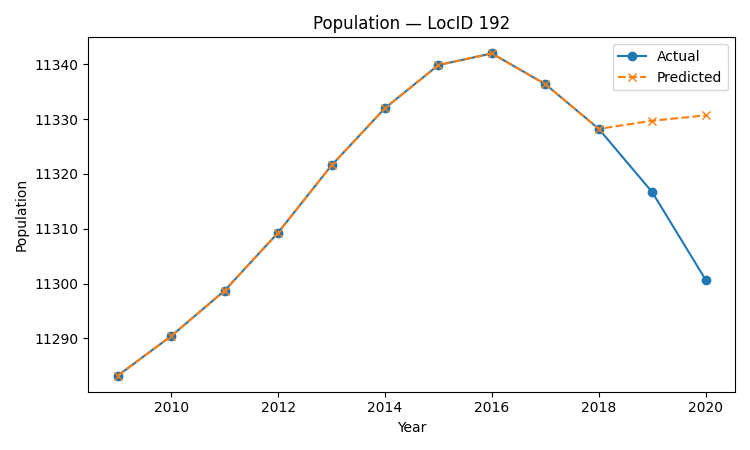 Population — LocID 192
Actual
Predicted
11340
11330
11320
11310
11300
11290
Population
2010 2012 2014 2016 2018 2020
Year